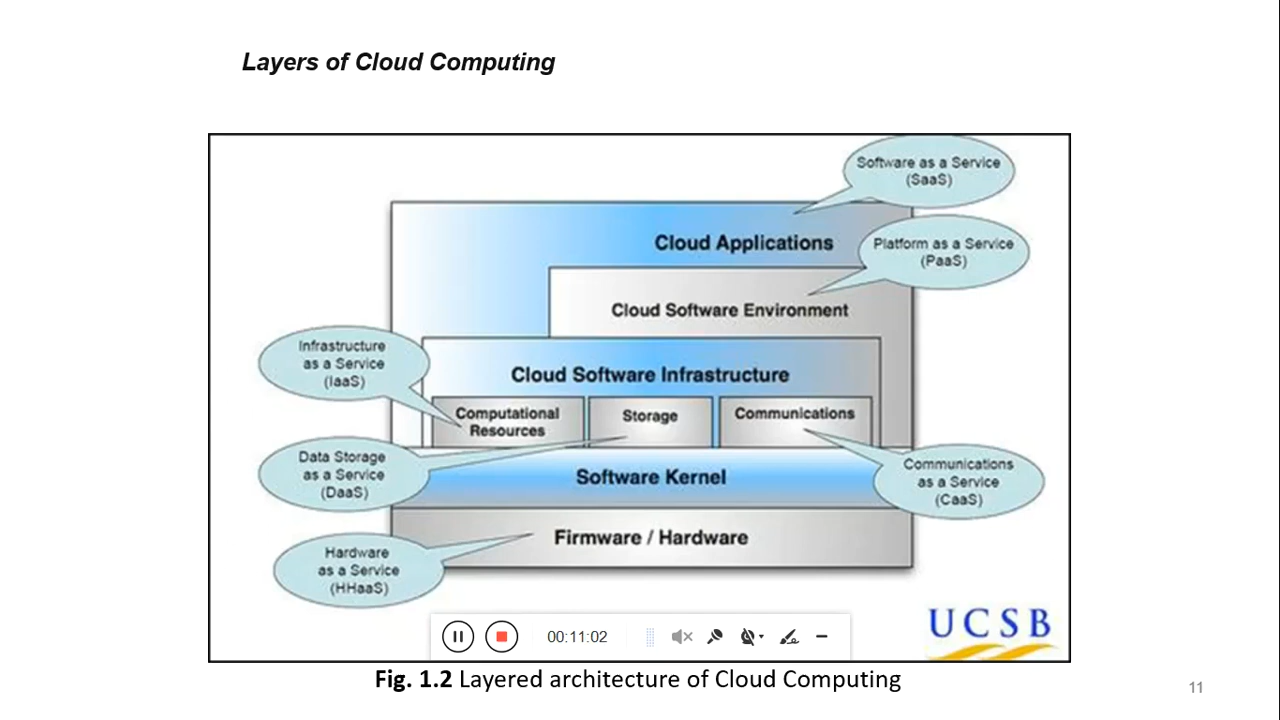 Layers of Cloud Computing
Software as a Service
(SaaS)
Cloud Applications
Platform as a Service
(PaaS)
Cloud Software Environment
Infrastructure
as a Service
(IaaS)
Cloud Software Infrastructure
Computational
Resources
Storage
Communications
Data Storage
as a Service
(DaaS)
Software Kernel
Communications
as a Service
(CaaS)
Firmware / Hardware
Hardware
as a Service
(HHaaS)
00:11:02
UCSB
Fig. 1.2 Layered architecture of Cloud Computing
11